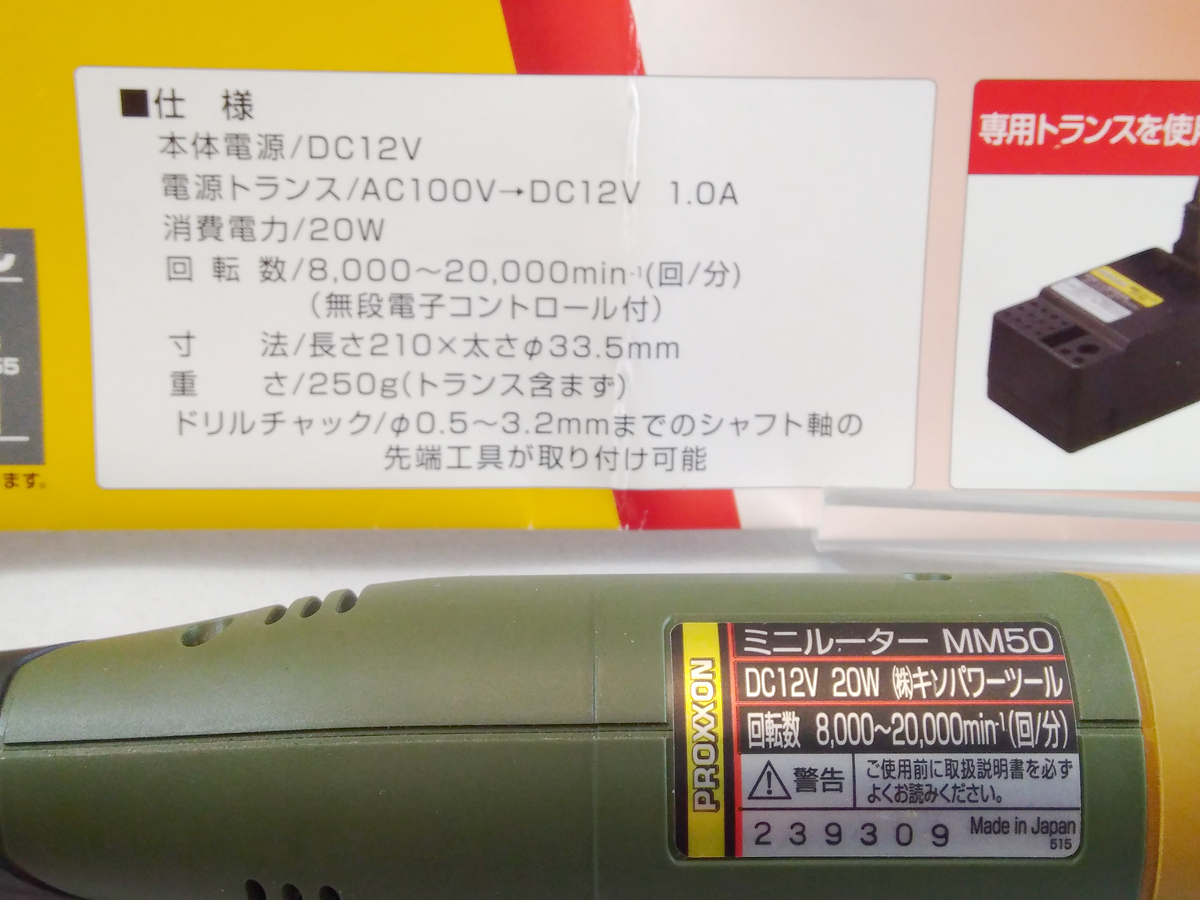 ■仕 様
本体電源/DC12V
電源トランス/AC100V→DC12V 1.0A
消費電力/20W
回 転 数/8,000〜20,000min⁻¹(回/分)
(無段電子コントロール付)
寸 法/長さ210×太さφ33.5mm
重 さ/250g(トランス含まず)
ドリルチャック/φ0.5〜3.2mmまでのシャフト軸の
先端工具が取り付け可能
専用トランスを使用
55
ます。
PROXXON
ミニルーター MM50
DC12V 20W ㈱キソパワーツール
回転数 8,000〜20,000min⁻¹(回/分)
警告
ご使用前に取扱説明書を必ず
よくお読みください。
239309
Made in Japan
515